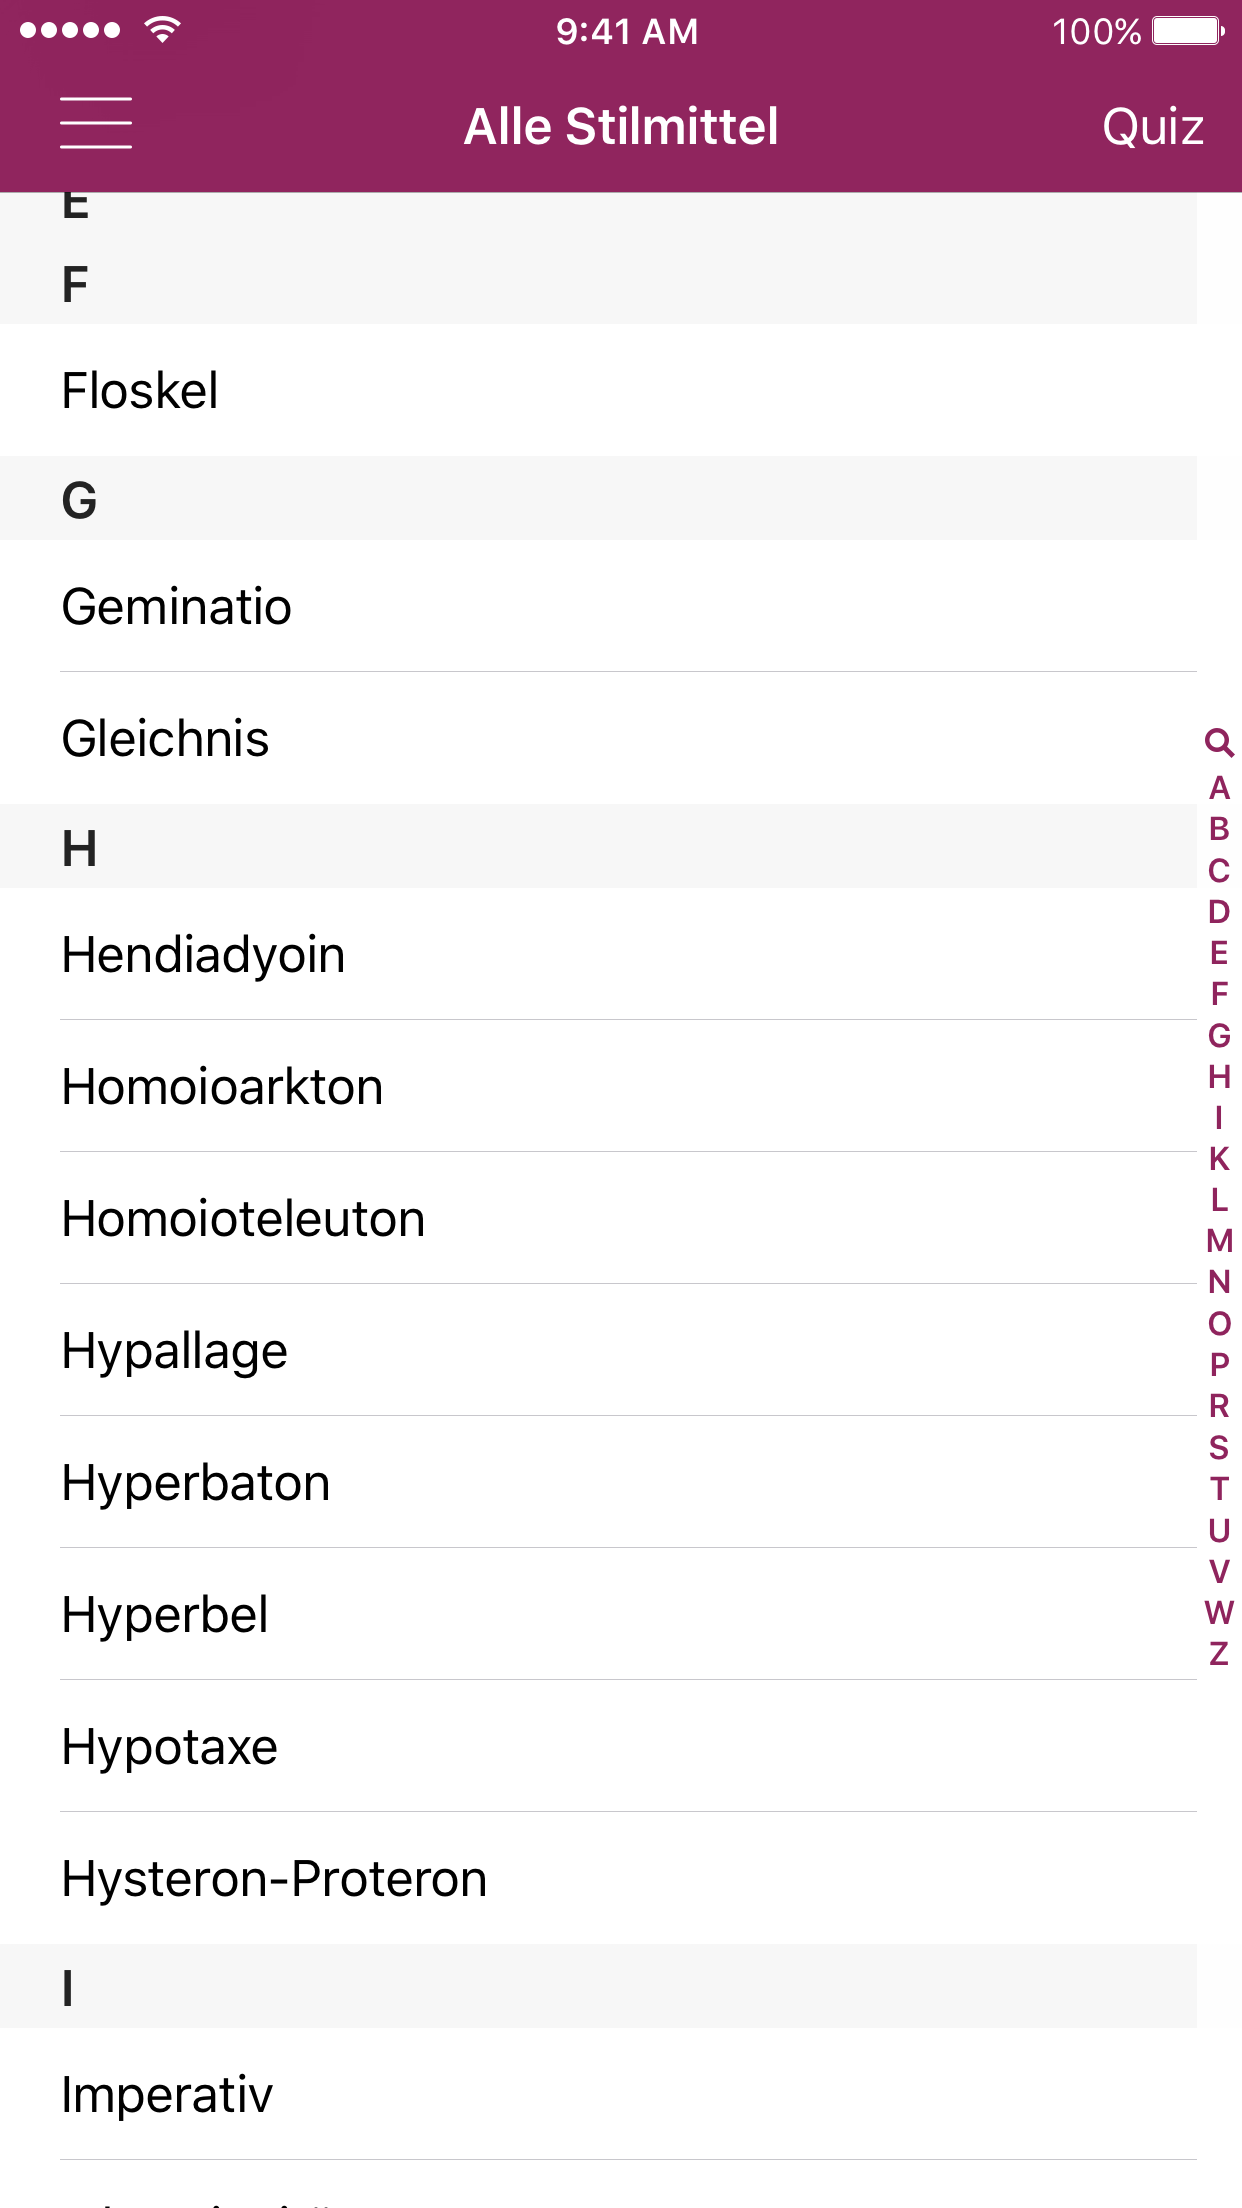 9:41 AM
100%
Alle Stilmittel
Quiz
E
F
Floskel
G
Geminatio
Gleichnis
H
Hendiadyoin
Homoioarkton
Homoioteleuton
Hypallage
Hyperbaton
Hyperbel
Hypotaxe
Hysteron-Proteron
I
Imperativ
A
B
C
D
E
F
G
H
I
K
L
M
N
O
P
R
S
T
U
V
W
Z